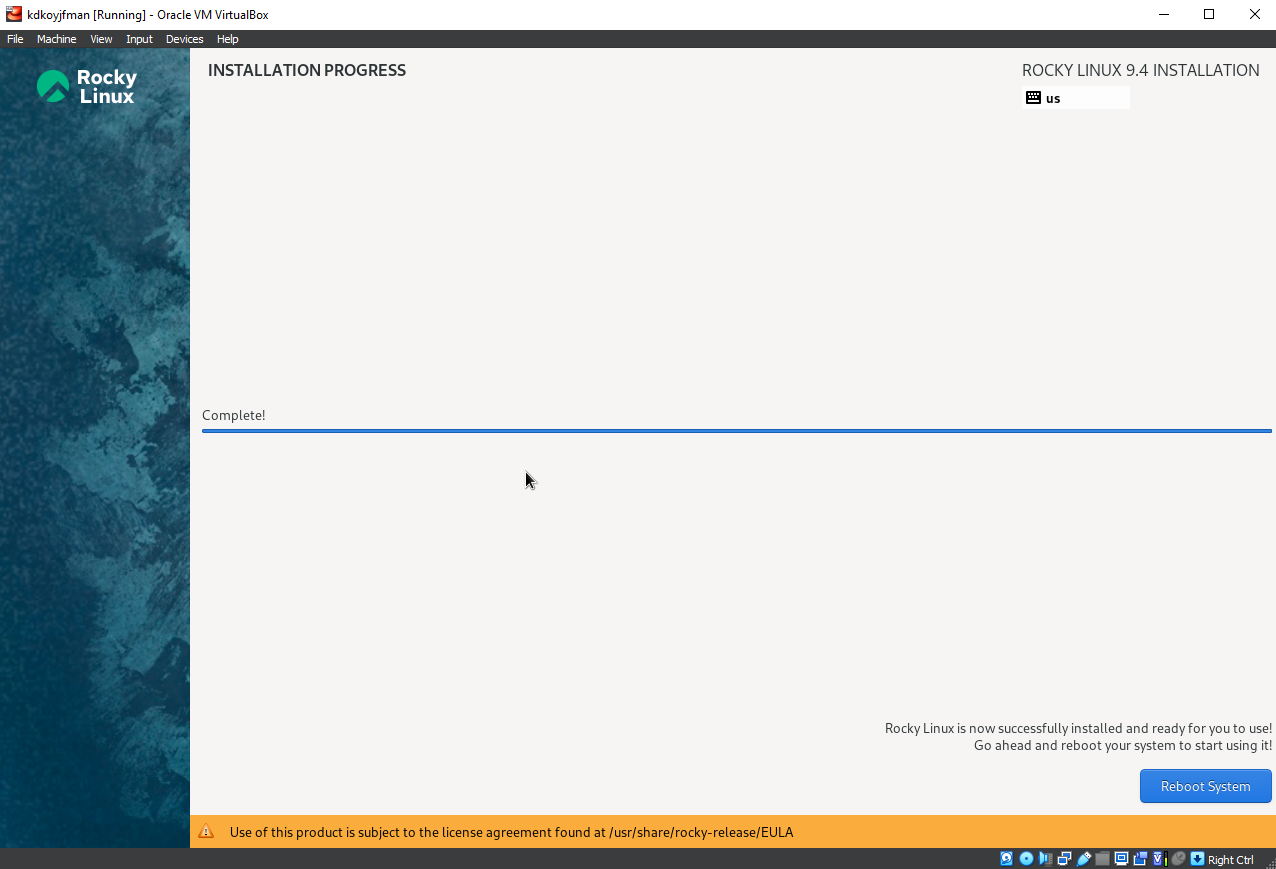 kdkoyjfman [Running] - Oracle VM VirtualBox
File Machine View Input Devices Help
Rocky
Linux
INSTALLATION PROGRESS
ROCKY LINUX 9.4 INSTALLATION
us
Complete!
Rocky Linux is now successfully installed and ready for you to use!
Go ahead and reboot your system to start using it!
Reboot System
Use of this product is subject to the license agreement found at /usr/share/rocky-release/EULA
Right Ctrl